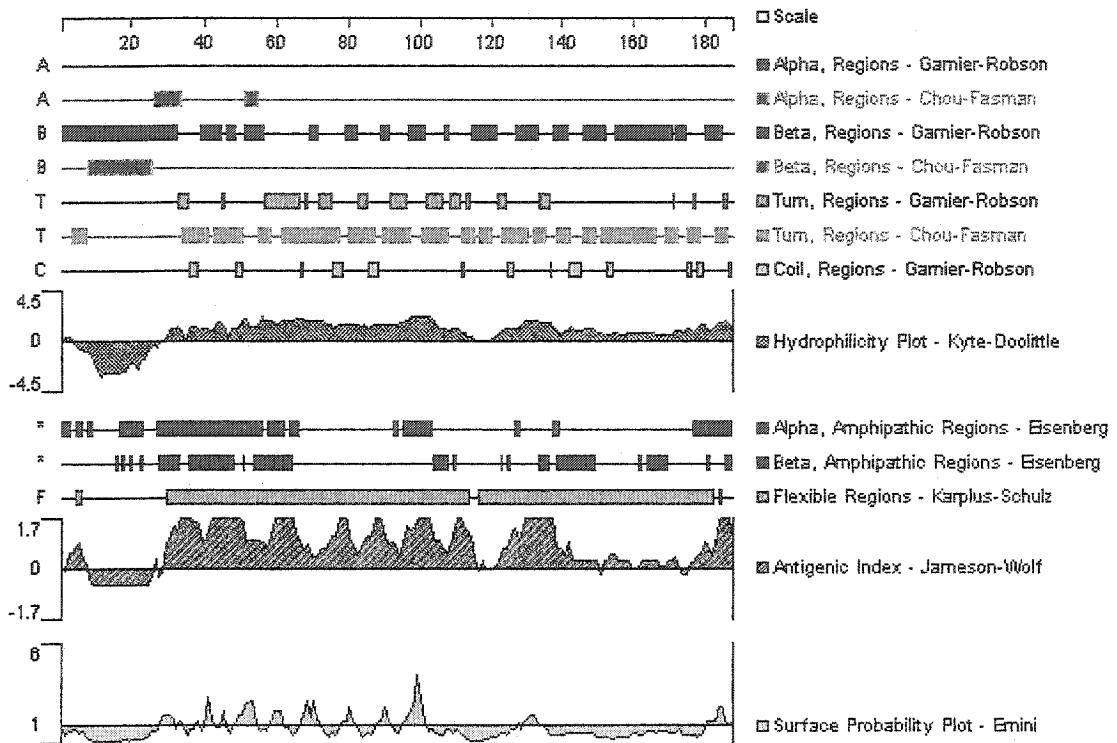 Scale
20 40 60 80 100 120 140 160 180
A Alpha, Regions - Garnier-Robson
A Alpha, Regions - Chou-Fasman
B Beta, Regions - Garnier-Robson
B Beta, Regions - Chou-Fasman
T Turn, Regions - Garnier-Robson
T Turn, Regions - Chou-Fasman
C Coil, Regions - Garnier-Robson
4.5
0 Hydrophilicity Plot - Kyte-Doolittle
-4.5
* Alpha, Amphipathic Regions - Eisenberg
* Beta, Amphipathic Regions - Eisenberg
F Flexible Regions - Karplus-Schulz
1.7
0 Antigenic Index - Jameson-Wolf
-1.7
6
1 Surface Probability Plot - Emini